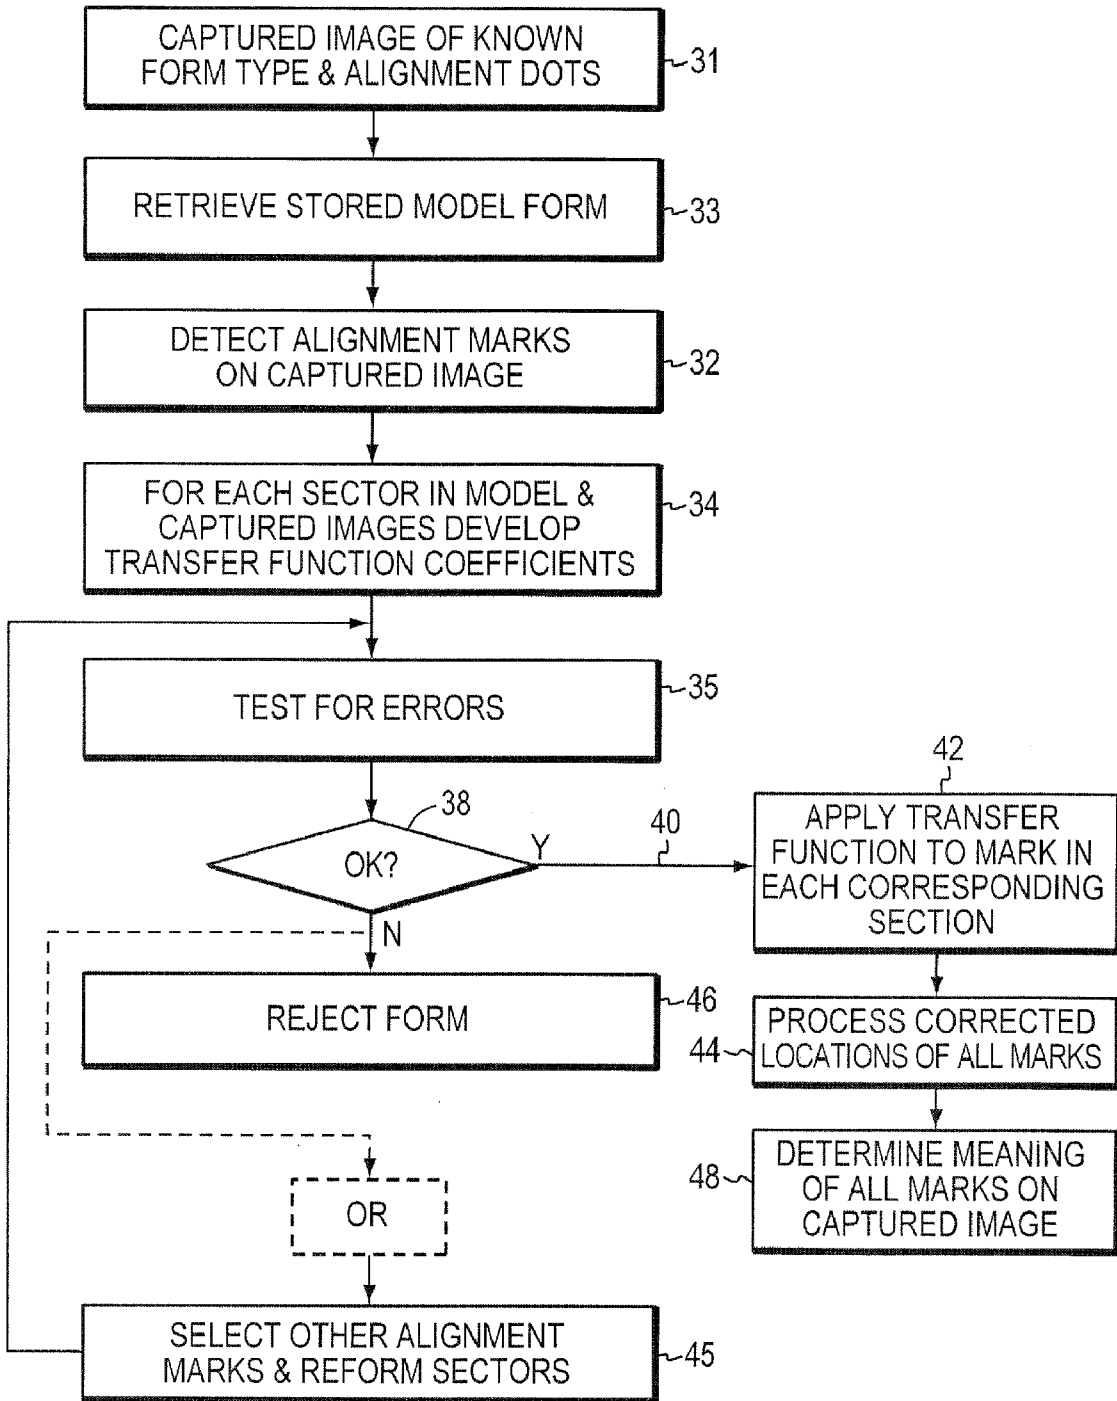 CAPTURED IMAGE OF KNOWN
FORM TYPE & ALIGNMENT DOTS
31
RETRIEVE STORED MODEL FORM
33
DETECT ALIGNMENT MARKS
ON CAPTURED IMAGE
32
FOR EACH SECTOR IN MODEL &
CAPTURED IMAGES DEVELOP
TRANSFER FUNCTION COEFFICIENTS
34
TEST FOR ERRORS
35
OK?
38
Y
40
N
42
APPLY TRANSFER
FUNCTION TO MARK IN
EACH CORRESPONDING
SECTION
REJECT FORM
46
PROCESS CORRECTED
LOCATIONS OF ALL MARKS
44
DETERMINE MEANING
OF ALL MARKS ON
CAPTURED IMAGE
48
OR
SELECT OTHER ALIGNMENT
MARKS & REFORM SECTORS
45